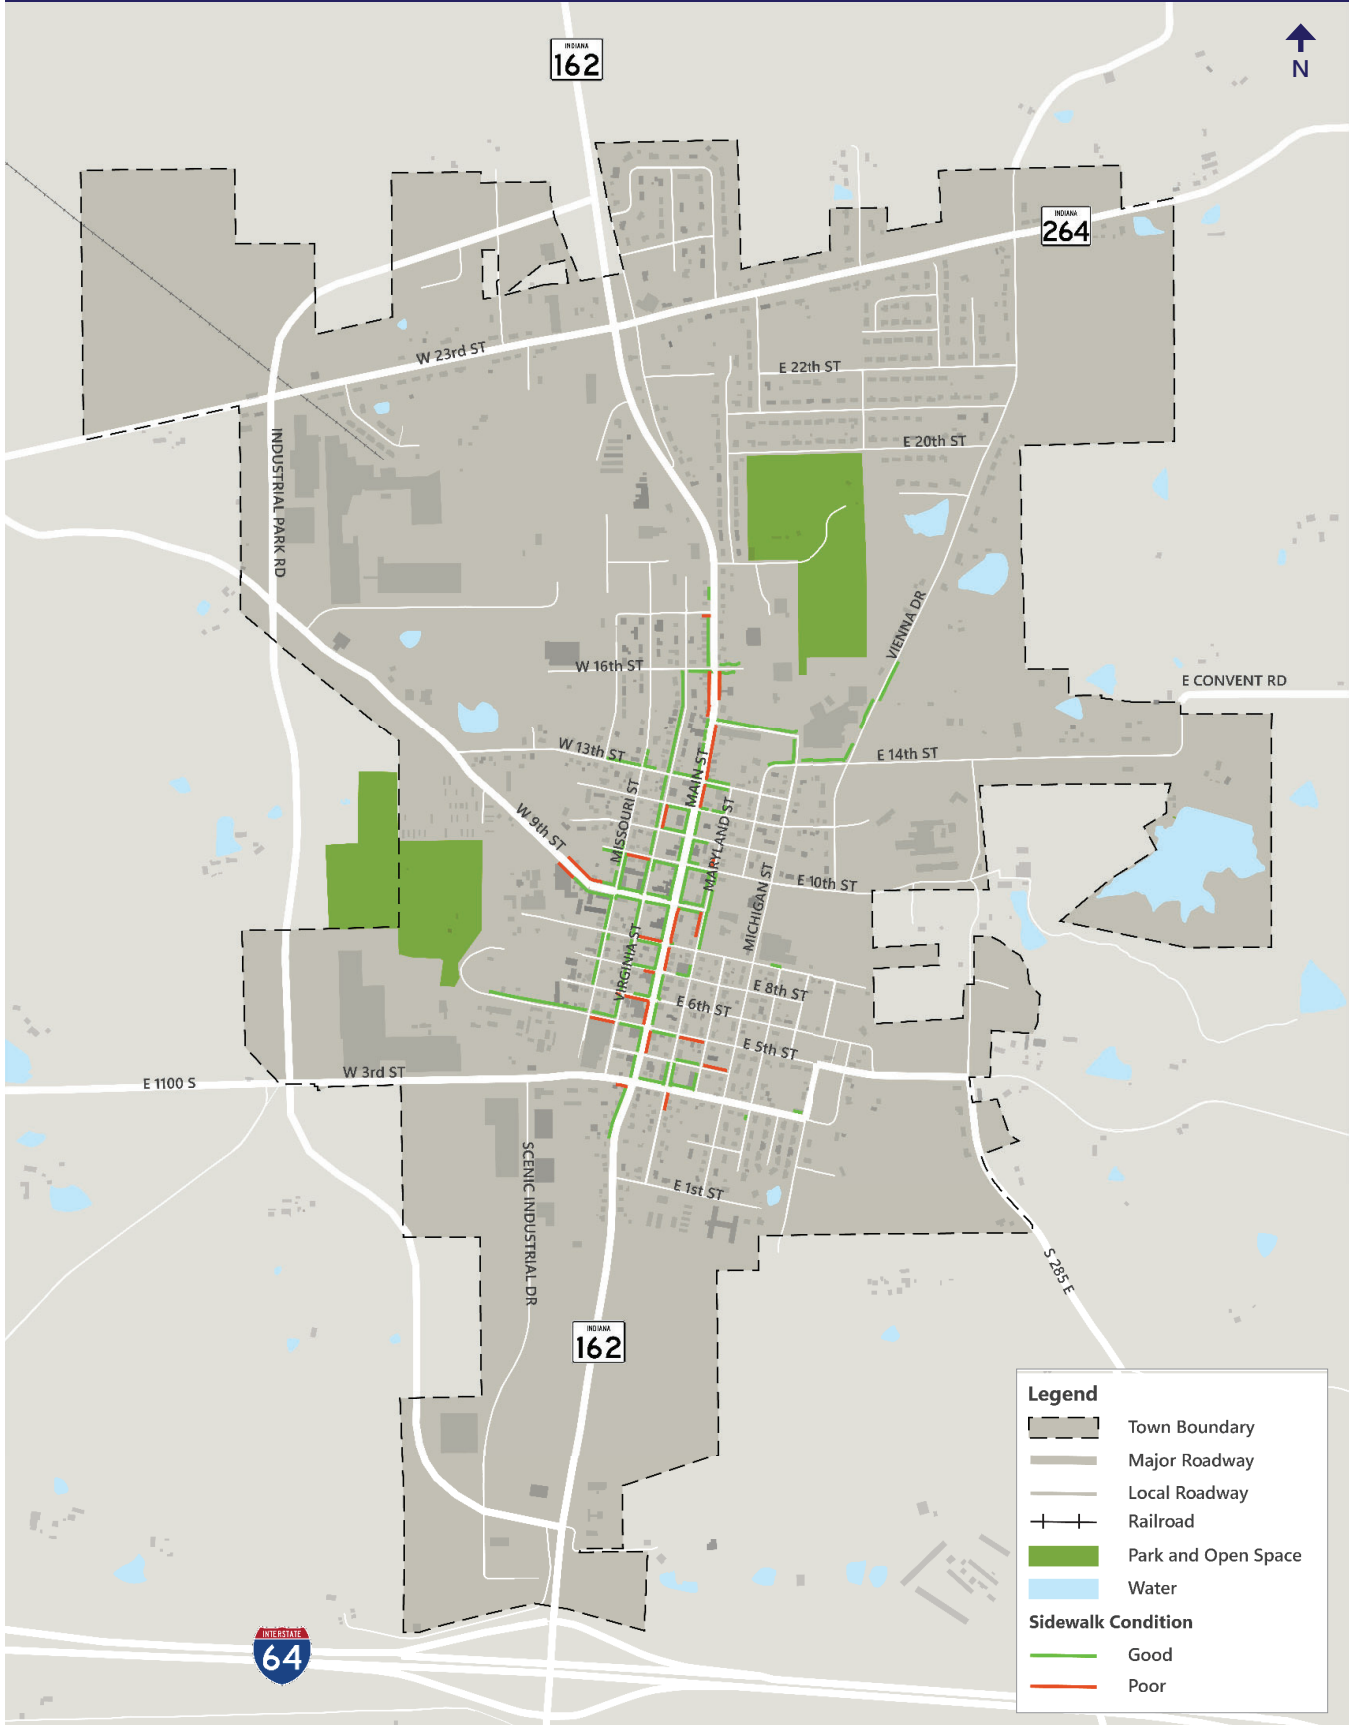 INDIANA
162
N
INDIANA
264
W 23rd ST
E 22th ST
E 20th ST
INDUSTRIAL PARK RD
VIENNA DR
W 16th ST
E CONVENT RD
W 13th ST
MAIN ST
E 14th ST
MISSOURI ST
MARYLAND ST
W 9th ST
E 10th ST
MICHIGAN ST
VIRGINIA ST
E 8th ST
E 6th ST
E 5th ST
W 3rd ST
E 1100 S
SCENIC INDUSTRIAL DR
E 1st ST
S 285 E
INDIANA
162
Legend
Town Boundary
Major Roadway
Local Roadway
Railroad
Park and Open Space
Water
Sidewalk Condition
Good
Poor
INTERSTATE
64